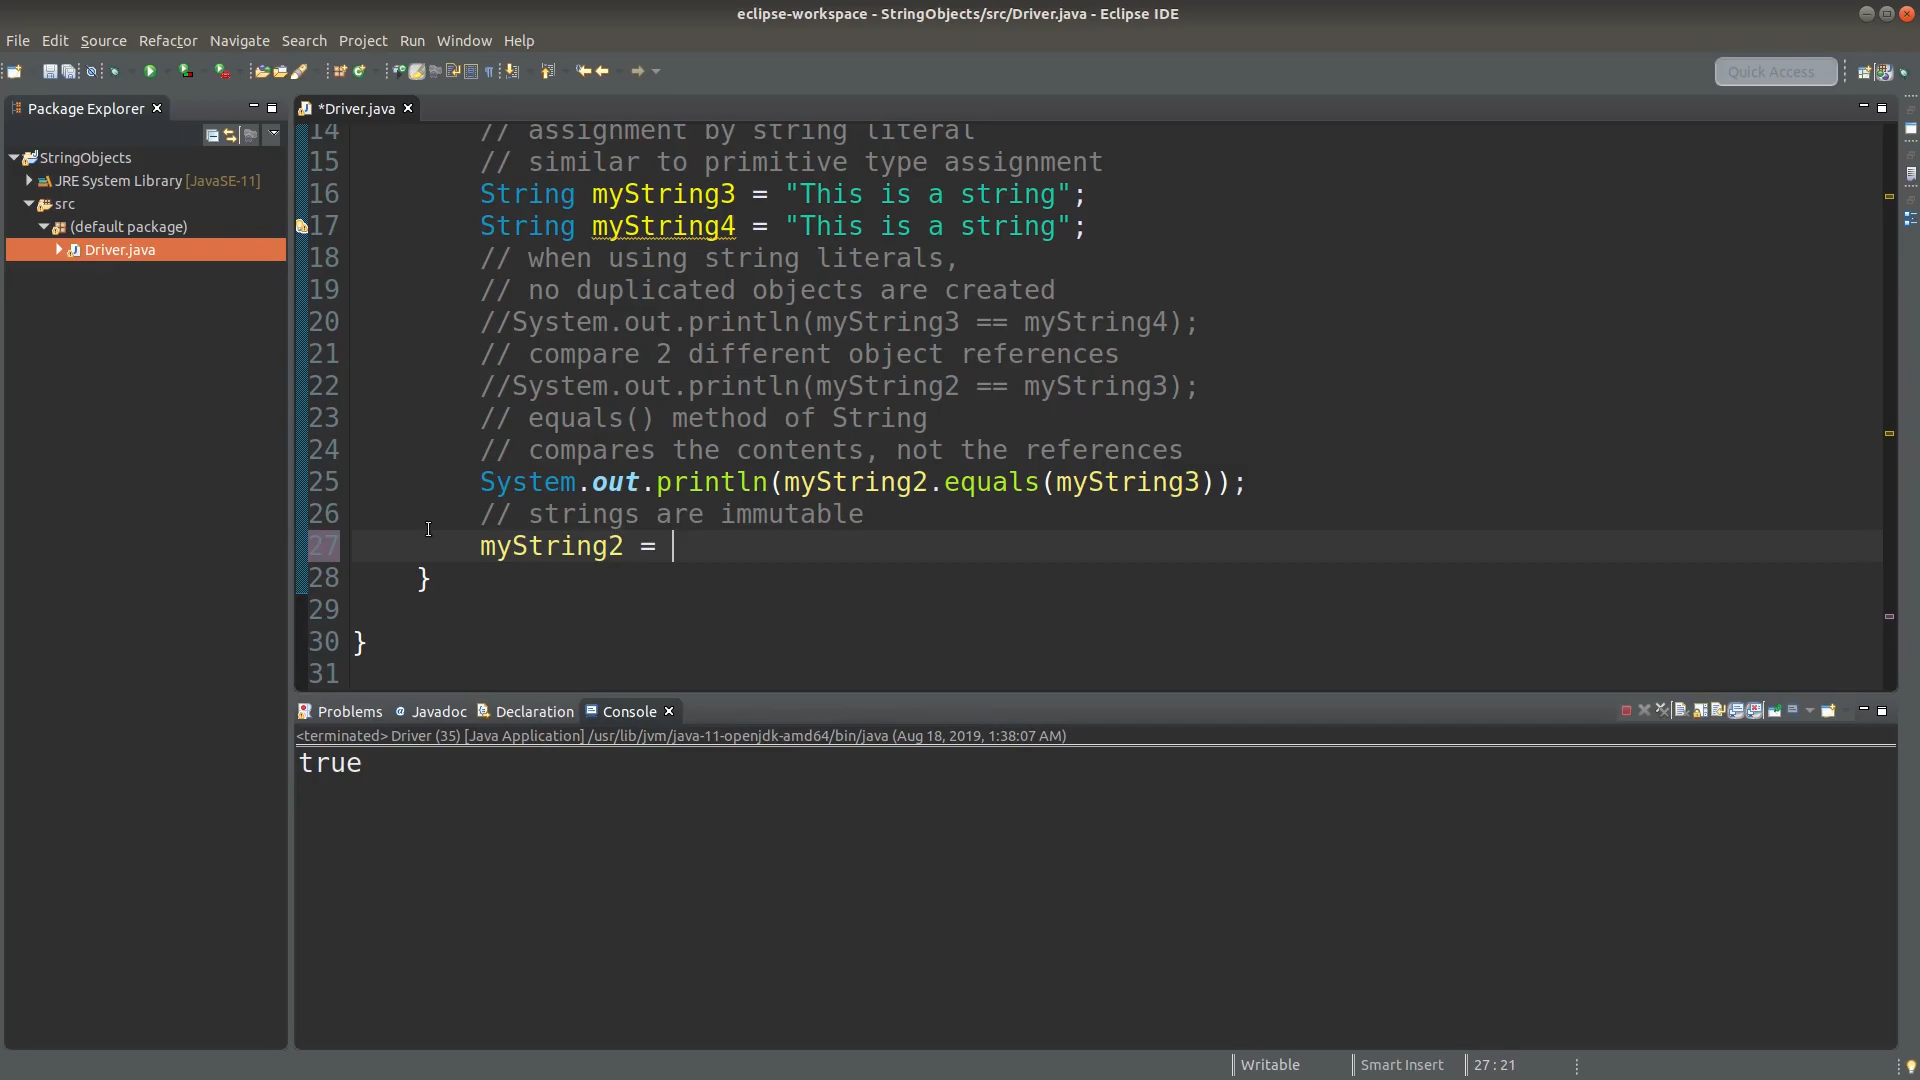 eclipse-workspace - StringObjects/src/Driver.java - Eclipse IDE
File Edit Source Refactor Navigate Search Project Run Window Help
Quick Access
Package Explorer
*Driver.java
StringObjects
JRE System Library [JavaSE-11]
src
(default package)
Driver.java
14 // assignment by string literal
15 // similar to primitive type assignment
16 String myString3 = "This is a string";
17 String myString4 = "This is a string";
18 // when using string literals,
19 // no duplicated objects are created
20 //System.out.println(myString3 == myString4);
21 // compare 2 different object references
22 //System.out.println(myString2 == myString3);
23 // equals() method of String
24 // compares the contents, not the references
25 System.out.println(myString2.equals(myString3));
26 // strings are immutable
27 myString2 =
28 }
29
30 }
31
Problems Javadoc Declaration Console
<terminated> Driver (35) [Java Application] /usr/lib/jvm/java-11-openjdk-amd64/bin/java (Aug 18, 2019, 1:38:07 AM)
true
Writable Smart Insert 27 : 21